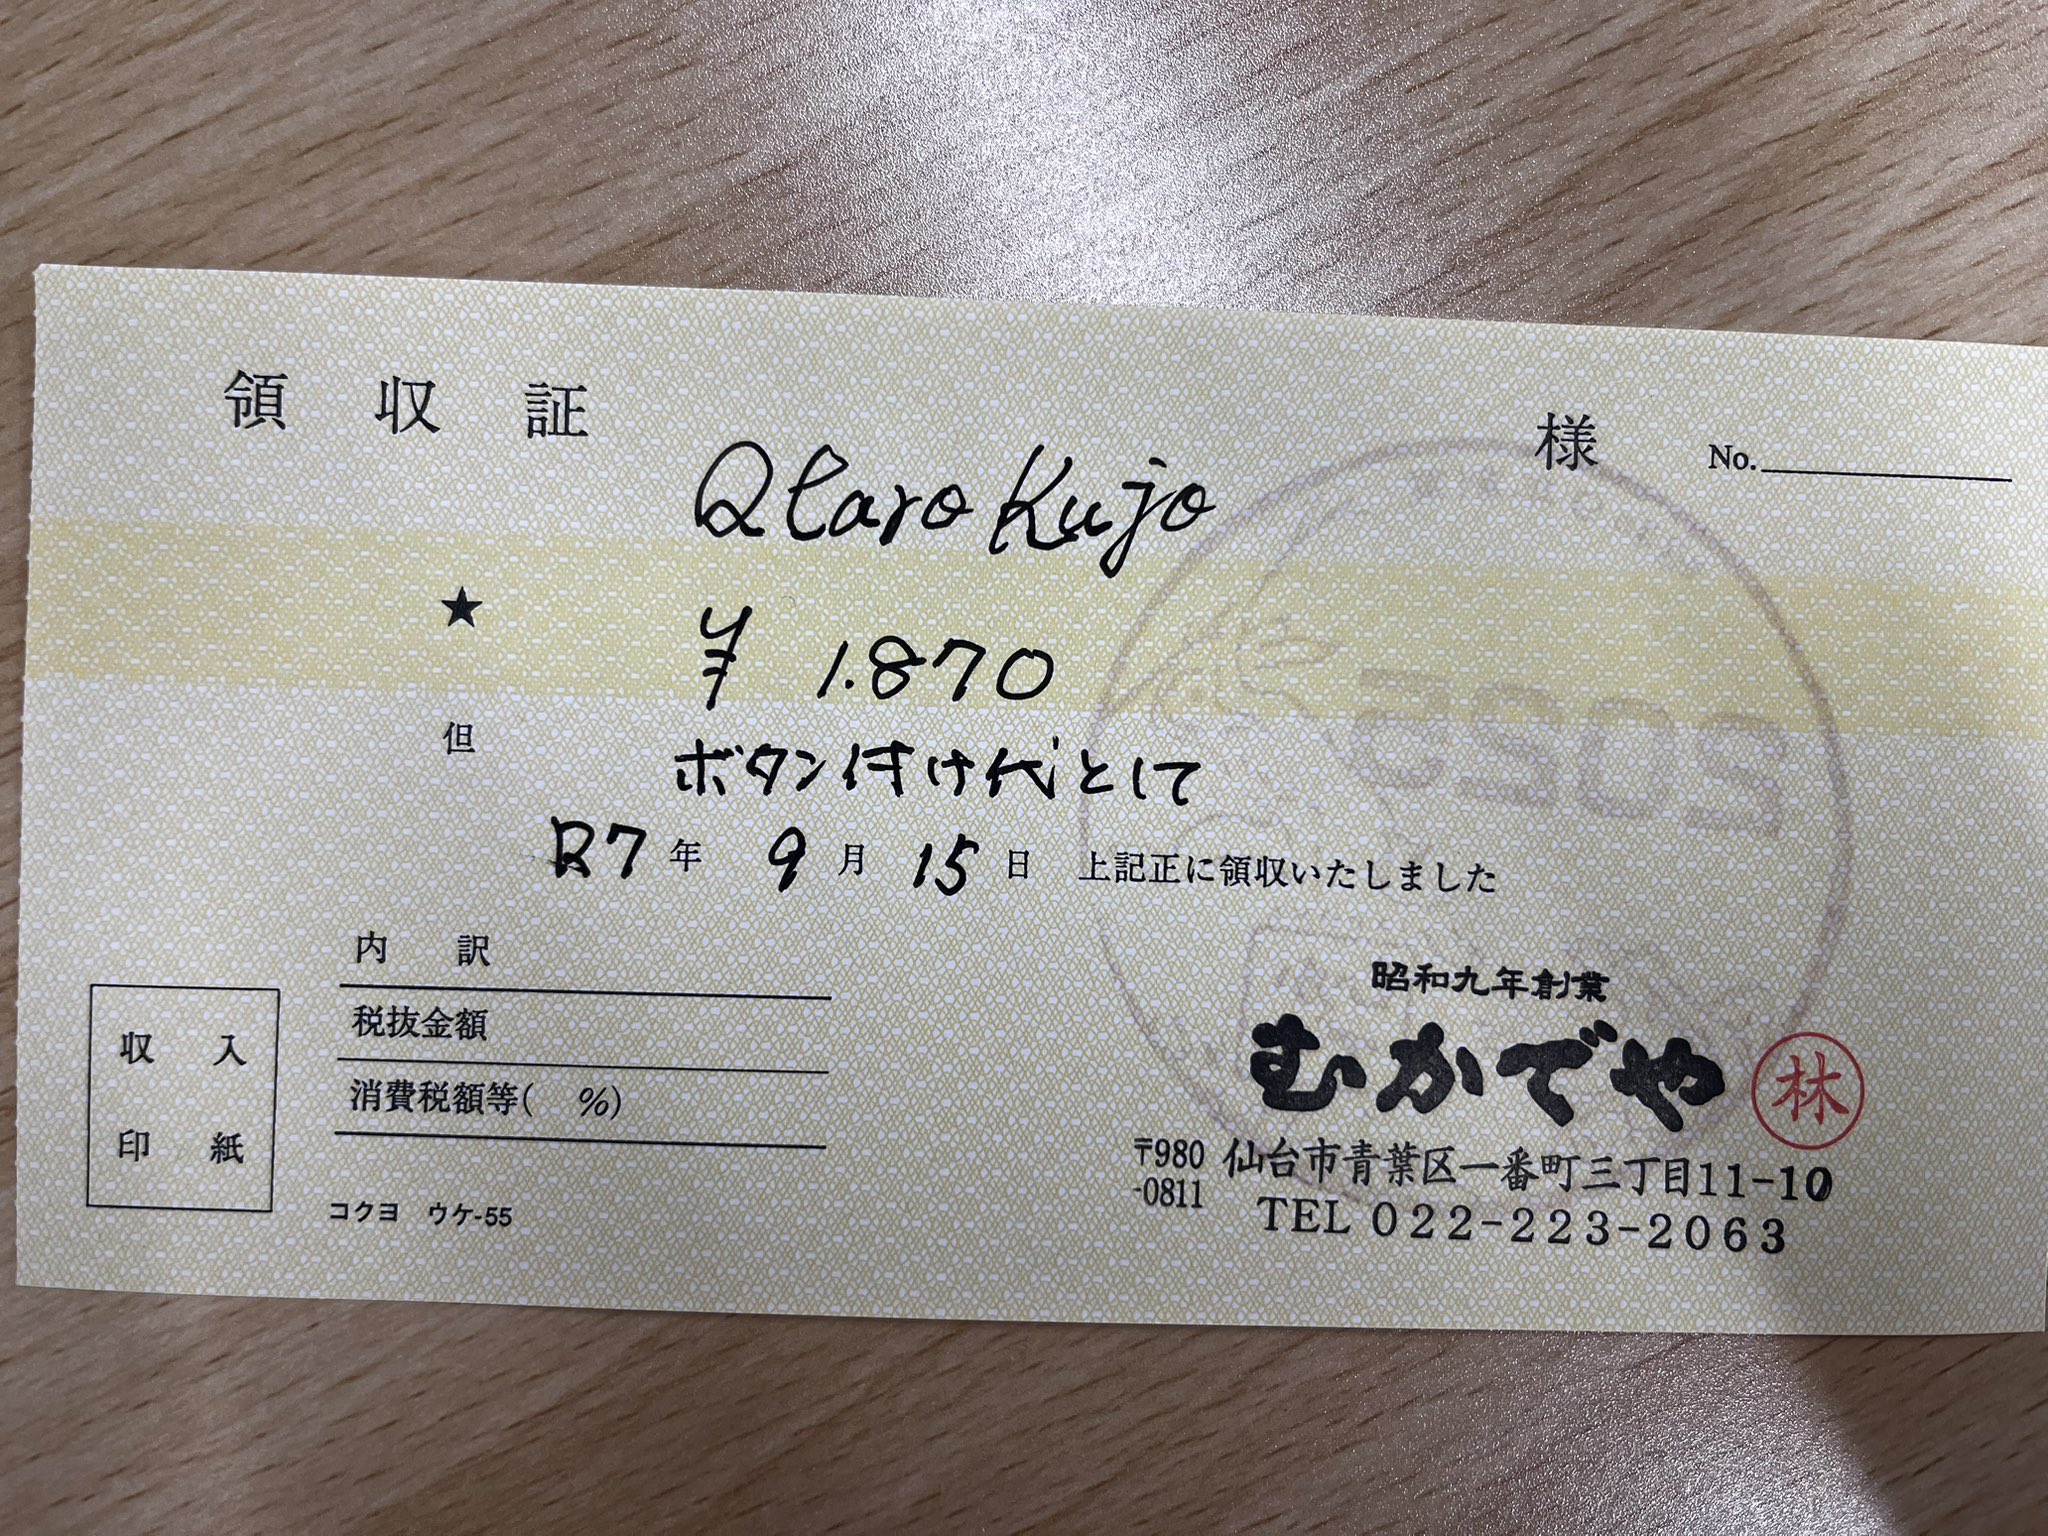 領収証 様 No.
Qtaro Kujo
★ ¥ 1.870
但 ボタン付け代として
R7年 9月 15日 上記正に領収いたしました
内訳
税抜金額
消費税額等( %)
収入
印紙
コクヨ ウケ-55
昭和九年創業
むかでや 林
〒980-0811 仙台市青葉区一番町三丁目11-10
TEL 022-223-2063